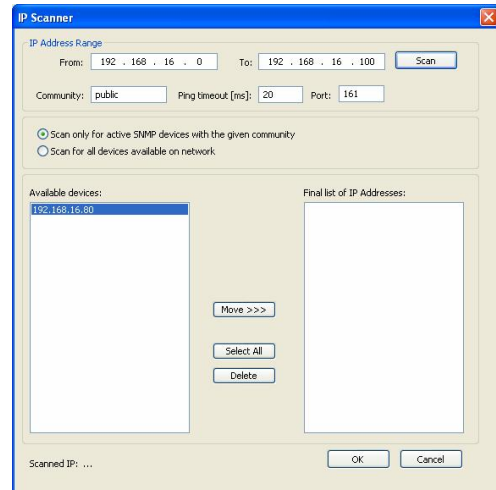 IP Scanner
IP Address Range
From: 192 . 168 . 16 . 0 To: 192 . 168 . 16 . 100 Scan
Community: public Ping timeout [ms]: 20 Port: 161
Scan only for active SNMP devices with the given community
Scan for all devices available on network
Available devices: Final list of IP Addresses:
192.168.16.80
Move >>>
Select All
Delete
Scanned IP: ... OK Cancel